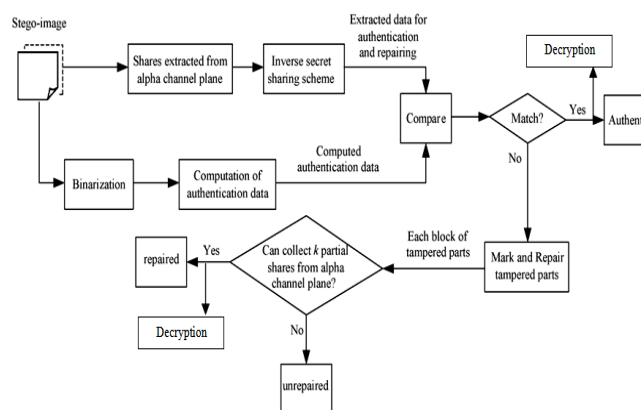 Stego-image
Shares extracted from
alpha channel plane
Inverse secret
sharing scheme
Extracted data for
authentication
and repairing
Decryption
Compare
Match?
Yes
Authent
No
Binarization
Computation of
authentication data
Computed
authentication data
Mark and Repair
tampered parts
Each block of
tampered parts
Can collect k partial
shares from alpha
channel plane?
Yes
repaired
Decryption
No
unrepaired